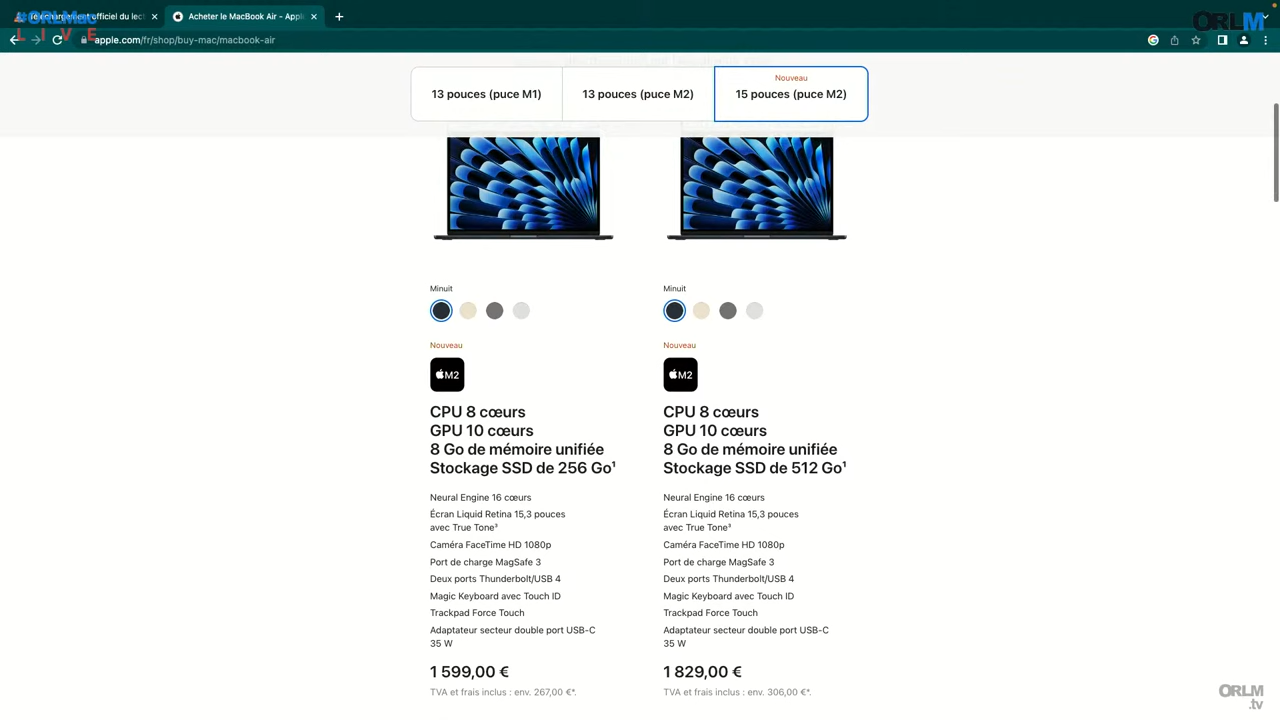 #ORLMac
LIVE
Téléchargement officiel du lect
Acheter le MacBook Air - Apple
ORLM
apple.com/fr/shop/buy-mac/macbook-air
13 pouces (puce M1)
13 pouces (puce M2)
Nouveau
15 pouces (puce M2)
Minuit
Nouveau
M2
CPU 8 cœurs
GPU 10 cœurs
8 Go de mémoire unifiée
Stockage SSD de 256 Go¹
Neural Engine 16 cœurs
Écran Liquid Retina 15,3 pouces
avec True Tone³
Caméra FaceTime HD 1080p
Port de charge MagSafe 3
Deux ports Thunderbolt/USB 4
Magic Keyboard avec Touch ID
Trackpad Force Touch
Adaptateur secteur double port USB-C
35 W
1 599,00 €
TVA et frais inclus : env. 267,00 €*.
Minuit
Nouveau
M2
CPU 8 cœurs
GPU 10 cœurs
8 Go de mémoire unifiée
Stockage SSD de 512 Go¹
Neural Engine 16 cœurs
Écran Liquid Retina 15,3 pouces
avec True Tone³
Caméra FaceTime HD 1080p
Port de charge MagSafe 3
Deux ports Thunderbolt/USB 4
Magic Keyboard avec Touch ID
Trackpad Force Touch
Adaptateur secteur double port USB-C
35 W
1 829,00 €
TVA et frais inclus : env. 306,00 €*.
ORLM
.tv